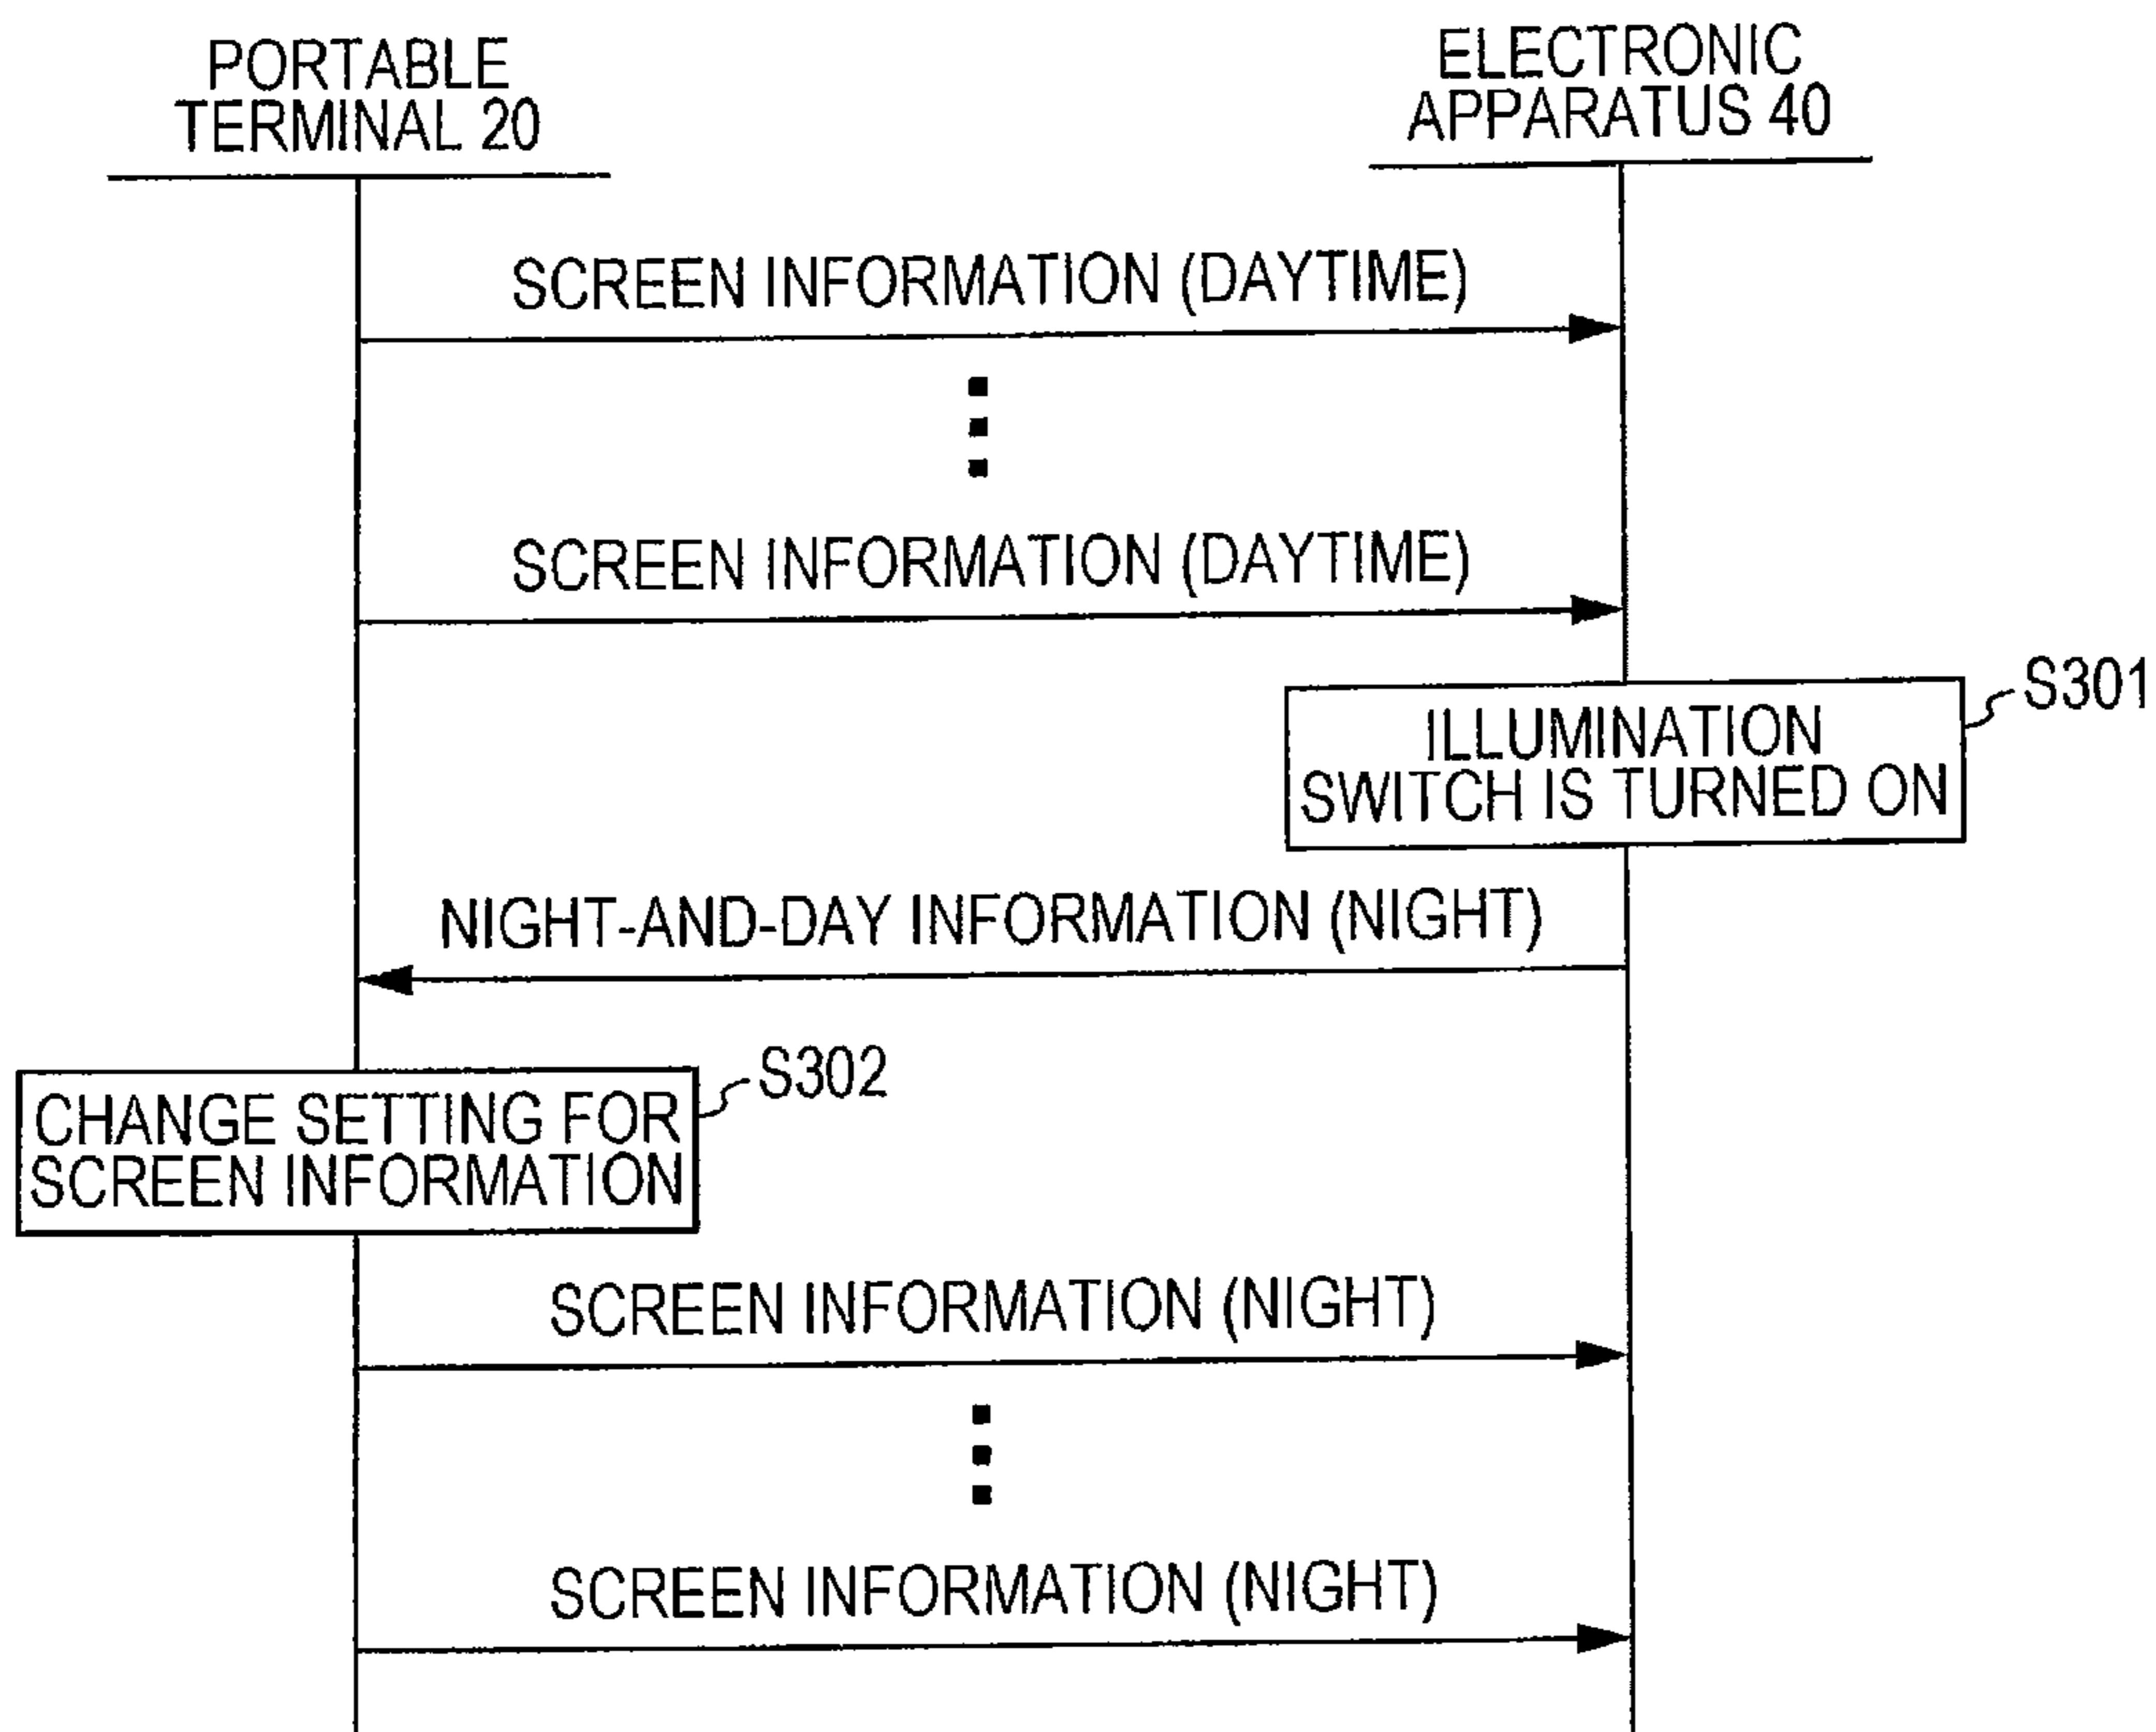 PORTABLE
TERMINAL 20
ELECTRONIC
APPARATUS 40
SCREEN INFORMATION (DAYTIME)
SCREEN INFORMATION (DAYTIME)
S301
ILLUMINATION
SWITCH IS TURNED ON
NIGHT-AND-DAY INFORMATION (NIGHT)
S302
CHANGE SETTING FOR
SCREEN INFORMATION
SCREEN INFORMATION (NIGHT)
SCREEN INFORMATION (NIGHT)